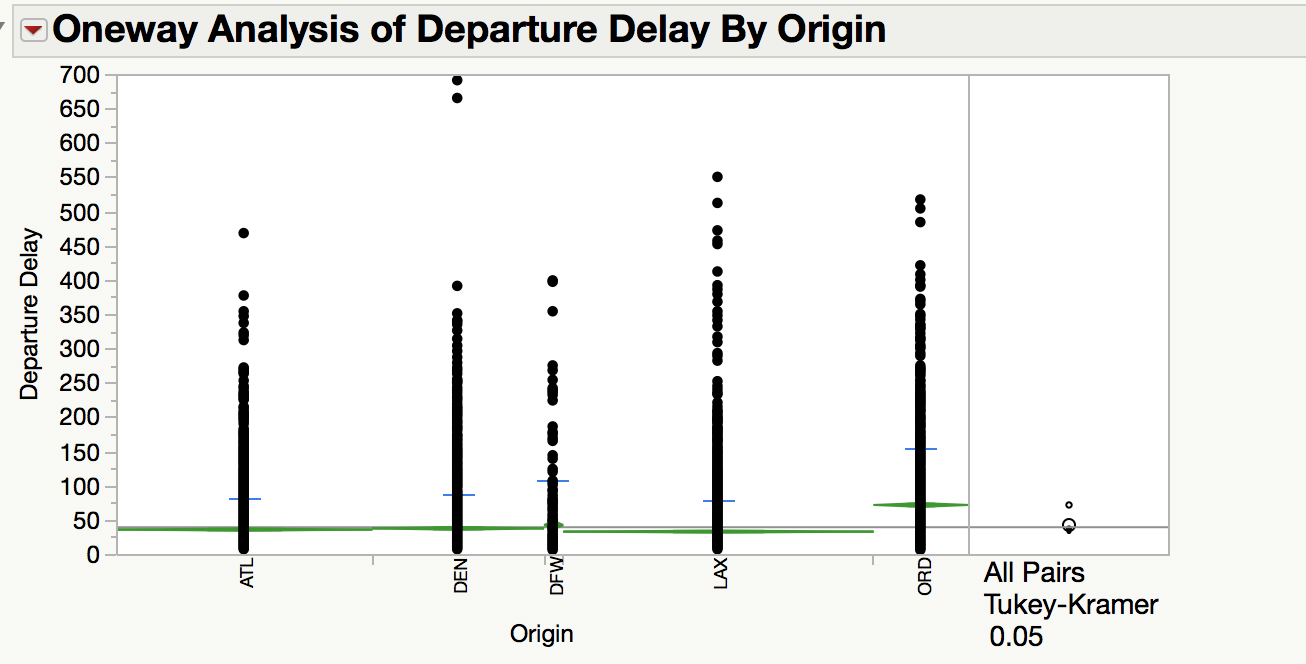 Oneway Analysis of Departure Delay By Origin
700
650
600
550
500
450
400
350
300
250
200
150
100
50
0
Departure Delay
ATL
DEN
DFW
LAX
ORD
Origin
All Pairs
Tukey-Kramer
0.05